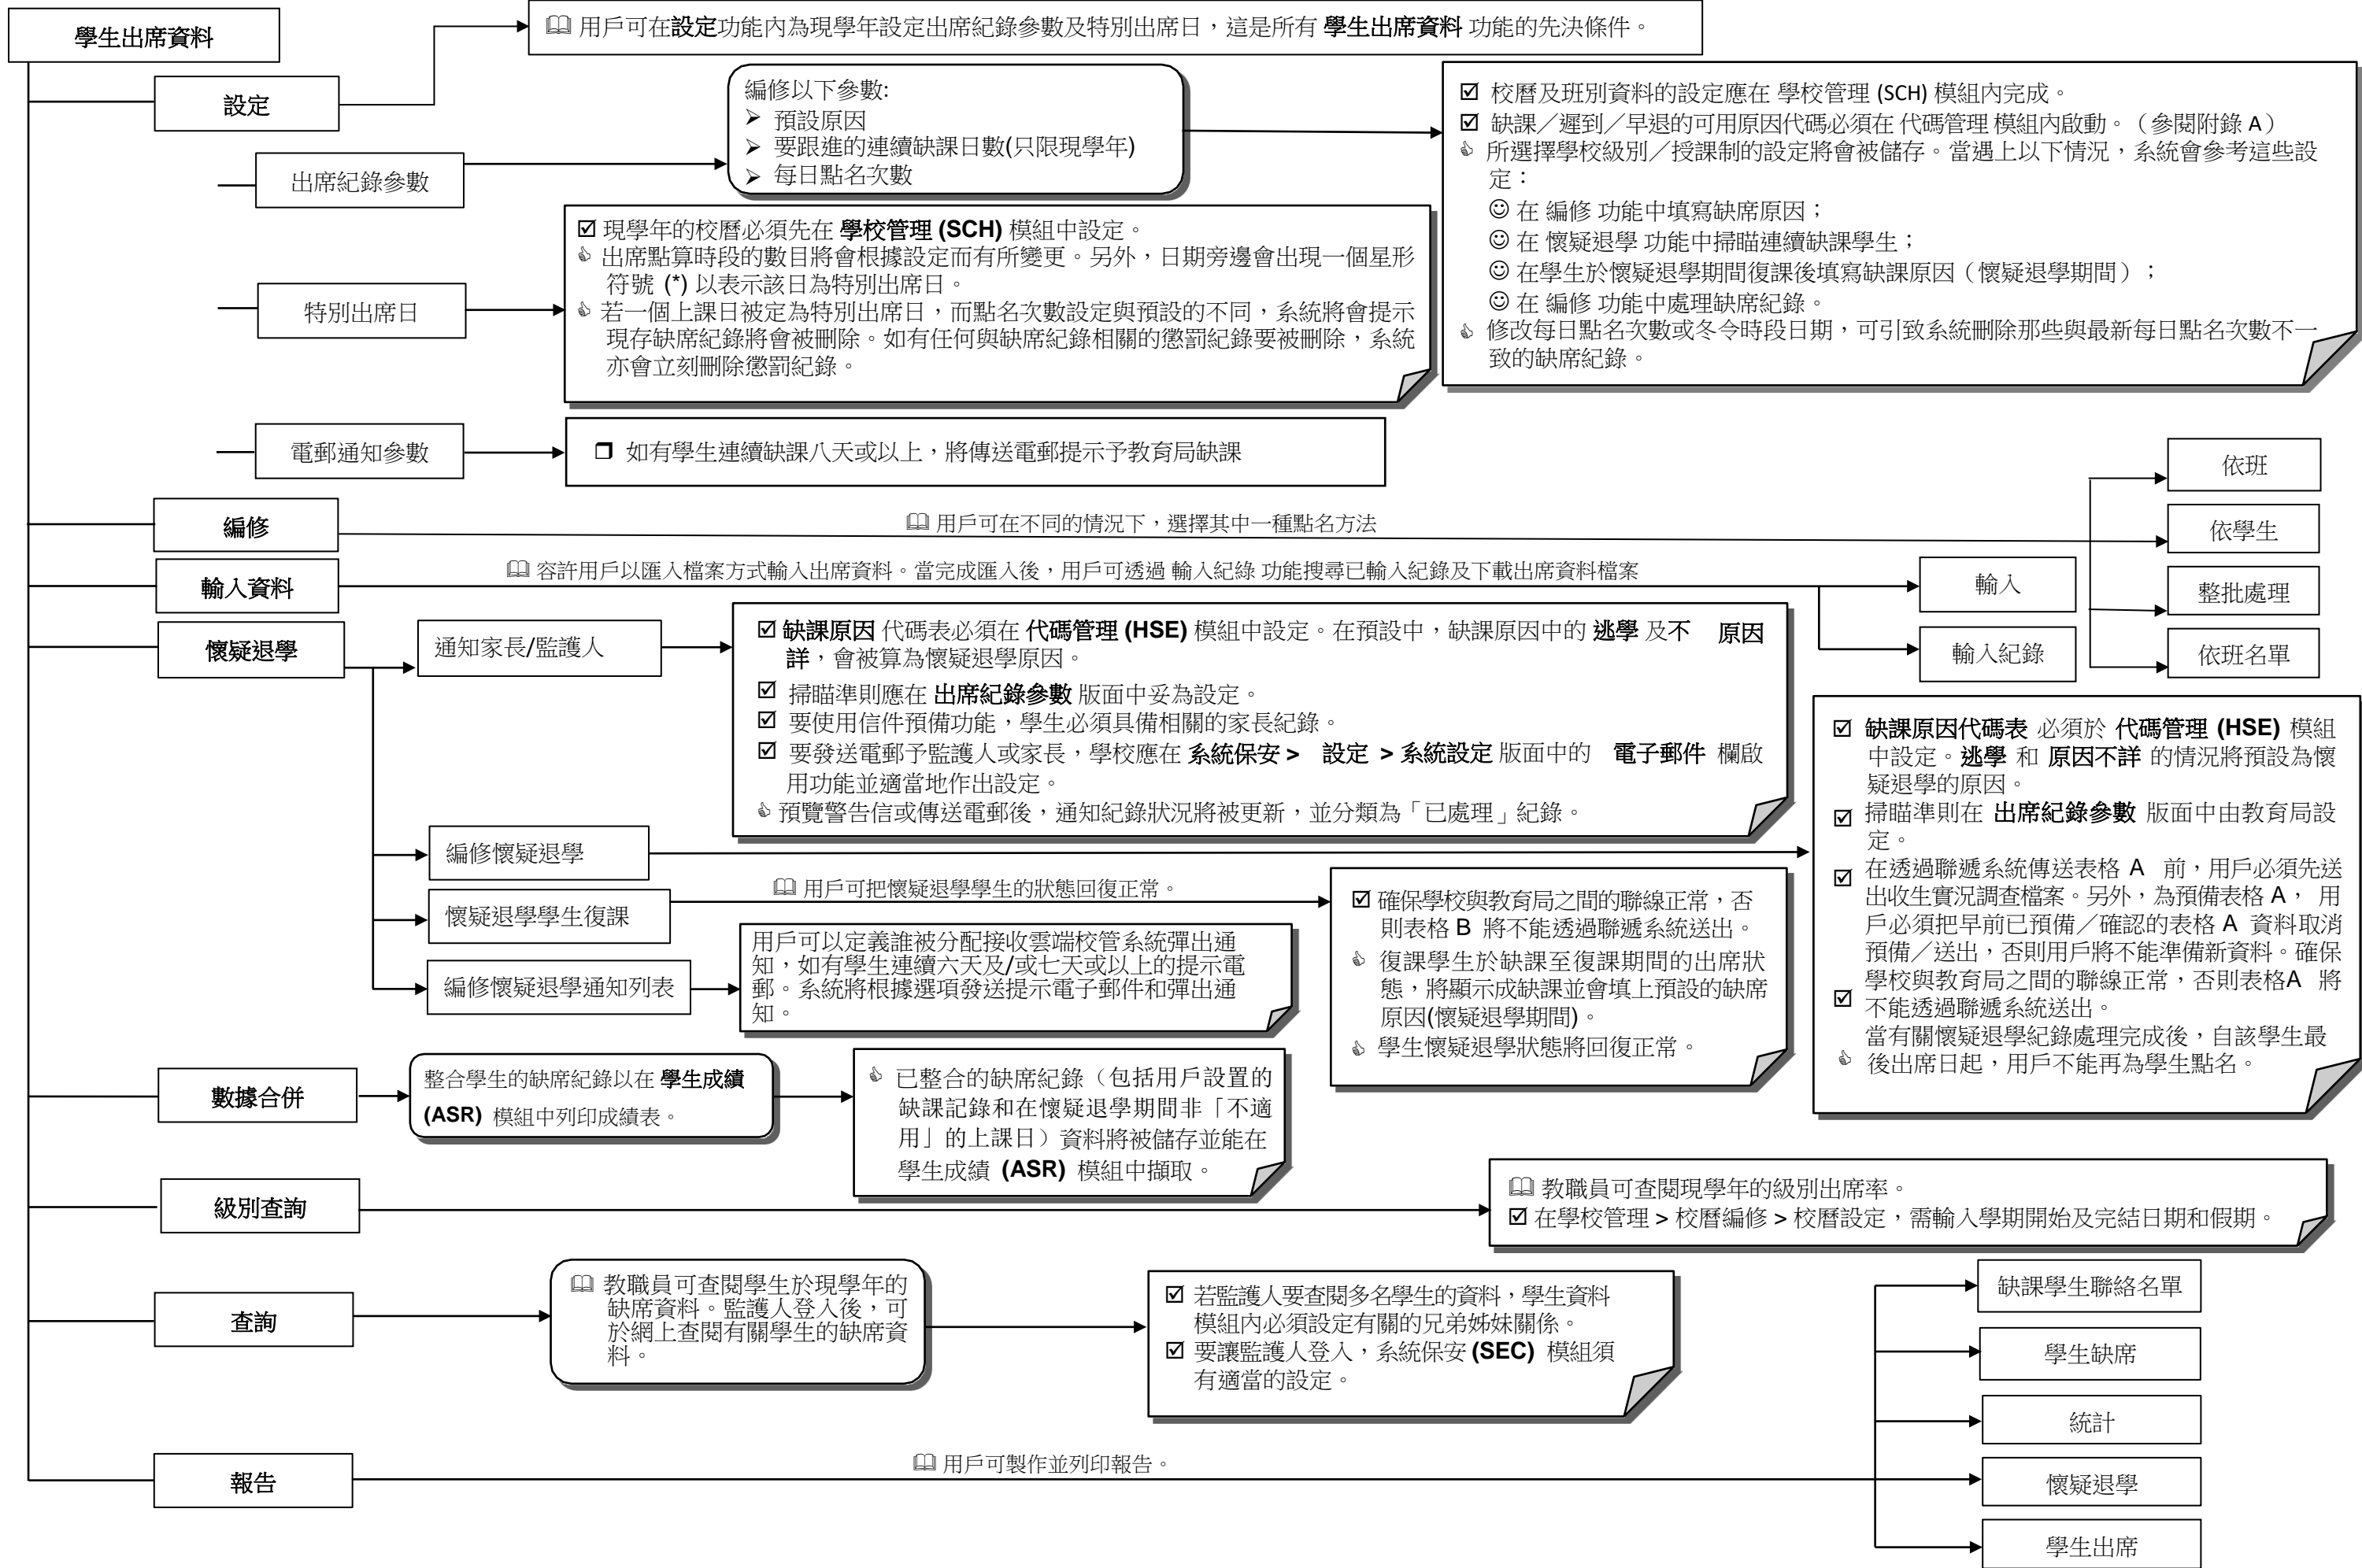 學生出席資料
🕮 用戶可在設定功能內為現學年設定出席紀錄參數及特別出席日，這是所有 學生出席資料 功能的先決條件。
設定
編修以下參數:
➢ 預設原因
➢ 要跟進的連續缺課日數(只限現學年)
➢ 每日點名次數
☑ 校曆及班別資料的設定應在 學校管理 (SCH) 模組內完成。
☑ 缺課／遲到／早退的可用原因代碼必須在 代碼管理 模組內啟動。（參閱附錄 A）
👍 所選擇學校級別／授課制的設定將會被儲存。當遇上以下情況，系統會參考這些設
定：
☺ 在 編修 功能中填寫缺席原因；
☺ 在 懷疑退學 功能中掃瞄連續缺課學生；
☺ 在學生於懷疑退學期間復課後填寫缺課原因（懷疑退學期間）；
☺ 在 編修 功能中處理缺席紀錄。
👍 修改每日點名次數或冬令時段日期，可引致系統刪除那些與最新每日點名次數不一
致的缺席紀錄。
出席紀錄參數
☑ 現學年的校曆必須先在 學校管理 (SCH) 模組中設定。
👍 出席點算時段的數目將會根據設定而有所變更。另外，日期旁邊會出現一個星形
符號 (*) 以表示該日為特別出席日。
👍 若一個上課日被定為特別出席日，而點名次數設定與預設的不同，系統將會提示
現存缺席紀錄將會被刪除。如有任何與缺席紀錄相關的懲罰紀錄要被刪除，系統
亦會立刻刪除懲罰紀錄。
特別出席日
電郵通知參數
❒ 如有學生連續缺課八天或以上，將傳送電郵提示予教育局缺課
編修
🕮 用戶可在不同的情況下，選擇其中一種點名方法
依班
依學生
整批處理
依班名單
輸入資料
🕮 容許用戶以匯入檔案方式輸入出席資料。當完成匯入後，用戶可透過 輸入紀綠 功能搜尋已輸入紀錄及下載出席資料檔案
輸入
輸入紀錄
懷疑退學
通知家長/監護人
☑ 缺課原因 代碼表必須在 代碼管理 (HSE) 模組中設定。在預設中，缺課原因中的 逃學 及不 原因
詳，會被算為懷疑退學原因。
☑ 掃瞄準則應在 出席紀錄參數 版面中妥為設定。
☑ 要使用信件預備功能，學生必須具備相關的家長紀錄。
☑ 要發送電郵予監護人或家長，學校應在 系統保安 > 設定 > 系統設定 版面中的 電子郵件 欄啟
用功能並適當地作出設定。
👍 預覽警告信或傳送電郵後，通知紀錄狀況將被更新，並分類為「已處理」紀錄。
編修懷疑退學
☑ 缺課原因代碼表 必須於 代碼管理 (HSE) 模組
中設定。逃學 和 原因不詳 的情況將預設為懷
疑退學的原因。
☑ 掃瞄準則在 出席紀錄參數 版面中由教育局設
定。
☑ 在透過聯遞系統傳送表格 A 前，用戶必須先送
出收生實況調查檔案。另外，為預備表格 A， 用
戶必須把早前已預備／確認的表格 A 資料取消
預備／送出，否則用戶將不能準備新資料。確保
學校與教育局之間的聯線正常，否則表格A 將
☑ 不能透過聯遞系統送出。
當有關懷疑退學紀錄處理完成後，自該學生最
👍 後出席日起，用戶不能再為學生點名。
懷疑退學學生復課
🕮 用戶可把懷疑退學學生的狀態回復正常。
☑ 確保學校與教育局之間的聯線正常，否
則表格 B 將不能透過聯遞系統送出。
👍 復課學生於缺課至復課期間的出席狀
態，將顯示成缺課並會填上預設的缺席
原因(懷疑退學期間)。
👍 學生懷疑退學狀態將回復正常。
編修懷疑退學通知列表
用戶可以定義誰被分配接收雲端校管系統彈出通
知，如有學生連續六天及/或七天或以上的提示電
郵。系統將根據選項發送提示電子郵件和彈出通
知。
數據合併
整合學生的缺席紀錄以在 學生成績
(ASR) 模組中列印成績表。
👍 已整合的缺席紀錄（包括用戶設置的
缺課記錄和在懷疑退學期間非「不適
用」的上課日）資料將被儲存並能在
學生成績 (ASR) 模組中擷取。
級別查詢
🕮 教職員可查閱現學年的級別出席率。
☑ 在學校管理 > 校曆編修 > 校曆設定，需輸入學期開始及完結日期和假期。
查詢
🕮 教職員可查閱學生於現學年的
缺席資料。監護人登入後，可
於網上查閱有關學生的缺席資
料。
☑ 若監護人要查閱多名學生的資料，學生資料
模組內必須設定有關的兄弟姊妹關係。
☑ 要讓監護人登入，系統保安 (SEC) 模組須
有適當的設定。
報告
🕮 用戶可製作並列印報告。
缺課學生聯絡名單
學生缺席
統計
懷疑退學
學生出席